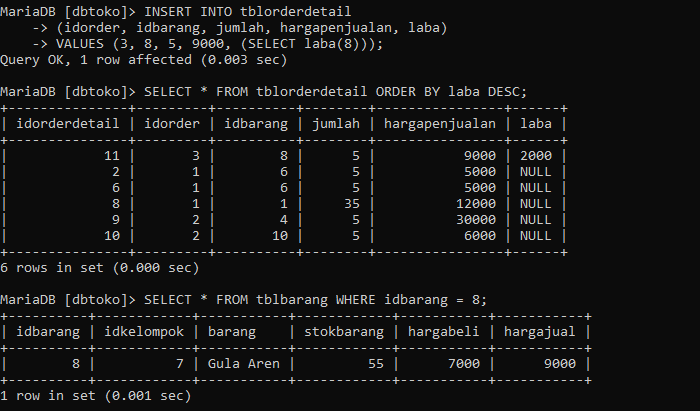 MariaDB [dbtoko]> INSERT INTO tblorderdetail
    -> (idorder, idbarang, jumlah, hargapenjualan, laba)
    -> VALUES (3, 8, 5, 9000, (SELECT laba(8)));
Query OK, 1 row affected (0.003 sec)

MariaDB [dbtoko]> SELECT * FROM tblorderdetail ORDER BY laba DESC;
+---------------+---------+----------+--------+----------------+------+
| idorderdetail | idorder | idbarang | jumlah | hargapenjualan | laba |
+---------------+---------+----------+--------+----------------+------+
|            11 |       3 |        8 |      5 |           9000 | 2000 |
|             2 |       1 |        6 |      5 |           5000 | NULL |
|             6 |       1 |        6 |      5 |           5000 | NULL |
|             8 |       1 |        1 |     35 |          12000 | NULL |
|             9 |       2 |        4 |      5 |          30000 | NULL |
|            10 |       2 |       10 |      5 |           6000 | NULL |
+---------------+---------+----------+--------+----------------+------+
6 rows in set (0.000 sec)

MariaDB [dbtoko]> SELECT * FROM tblbarang WHERE idbarang = 8;
+----------+------------+-----------+------------+-----------+-----------+
| idbarang | idkelompok | barang    | stokbarang | hargabeli | hargajual |
+----------+------------+-----------+------------+-----------+-----------+
|        8 |          7 | Gula Aren |         55 |      7000 |      9000 |
+----------+------------+-----------+------------+-----------+-----------+
1 row in set (0.001 sec)